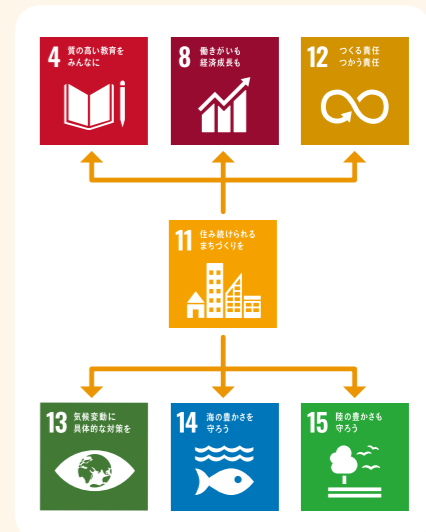 4 質の高い教育を
みんなに
8 働きがいも
経済成長も
12 つくる責任
つかう責任
11 住み続けられる
まちづくりを
13 気候変動に
具体的な対策を
14 海の豊かさを
守ろう
15 陸の豊かさも
守ろう